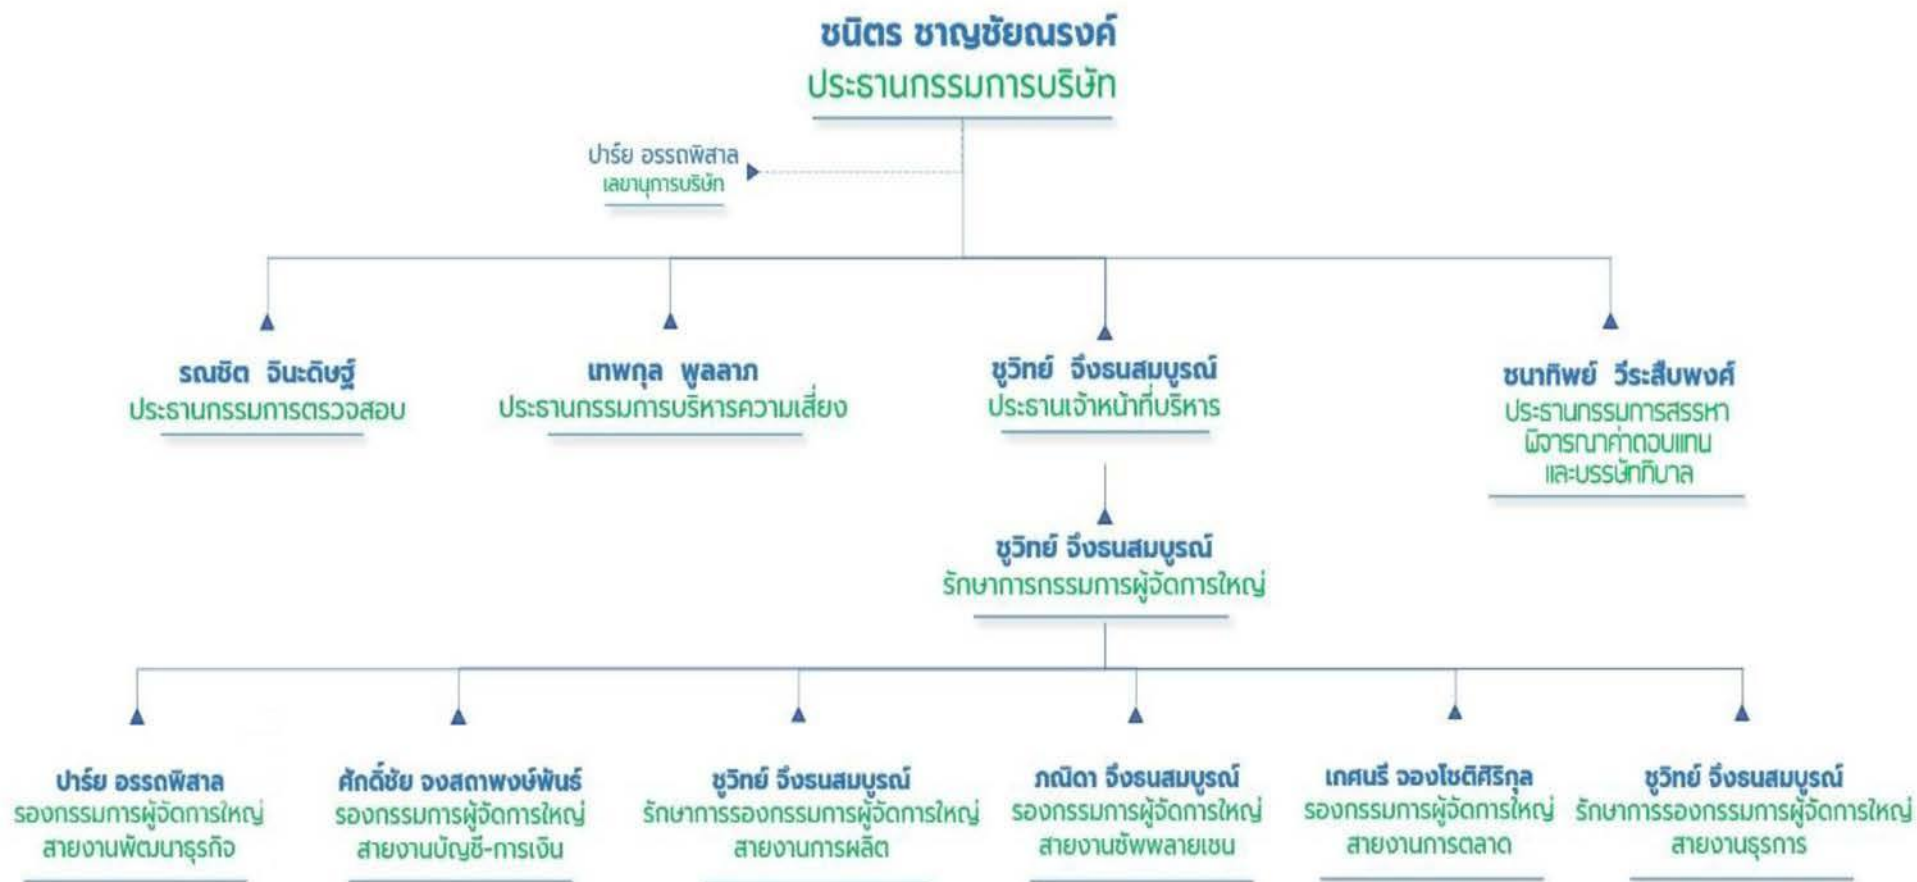 ชนิตร ชาญชัยณรงค์
ประธานกรรมการบริษัท
ปารีย อรรถพิสาล
เลขานุการบริษัท
รณชิต จินะดิษฐ์
ประธานกรรมการตรวจสอบ
เทพกุล พูลลาภ
ประธานกรรมการบริหารความเสี่ยง
ชูวิทย์ จึงธนสมบูรณ์
ประธานเจ้าหน้าที่บริหาร
ชนาทิพย์ วีระสืบพงศ์
ประธานกรรมการสรรหา
พิจารณาค่าตอบแทน
และบรรษัทภิบาล
ชูวิทย์ จึงธนสมบูรณ์
รักษาการกรรมการผู้จัดการใหญ่
ปารีย อรรถพิสาล
รองกรรมการผู้จัดการใหญ่
สายงานพัฒนาธุรกิจ
ศักดิ์ชัย จงสถาพงษ์พันธ์
รองกรรมการผู้จัดการใหญ่
สายงานบัญชี-การเงิน
ชูวิทย์ จึงธนสมบูรณ์
รักษาการรองกรรมการผู้จัดการใหญ่
สายงานการผลิต
ภณิดา จึงธนสมบูรณ์
รองกรรมการผู้จัดการใหญ่
สายงานซัพพลายเชน
เกศนรี จองโชติศิริกุล
รองกรรมการผู้จัดการใหญ่
สายงานการตลาด
ชูวิทย์ จึงธนสมบูรณ์
รักษาการรองกรรมการผู้จัดการใหญ่
สายงานธุรการ